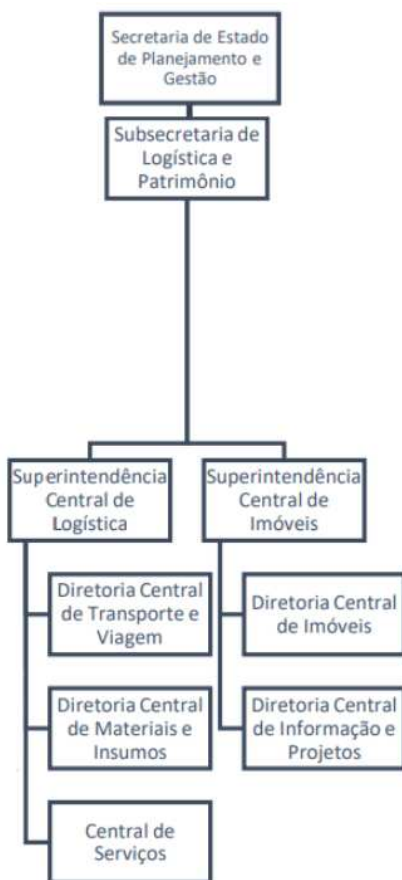 Secretaria de Estado
de Planejamento e
Gestão
Subsecretaria de
Logística e
Patrimônio
Superintendência
Central de
Logística
Superintendência
Central de
Imóveis
Diretoria Central
de Transporte e
Viagem
Diretoria Central
de Imóveis
Diretoria Central
de Materiais e
Insumos
Diretoria Central
de Informação e
Projetos
Central de
Serviços